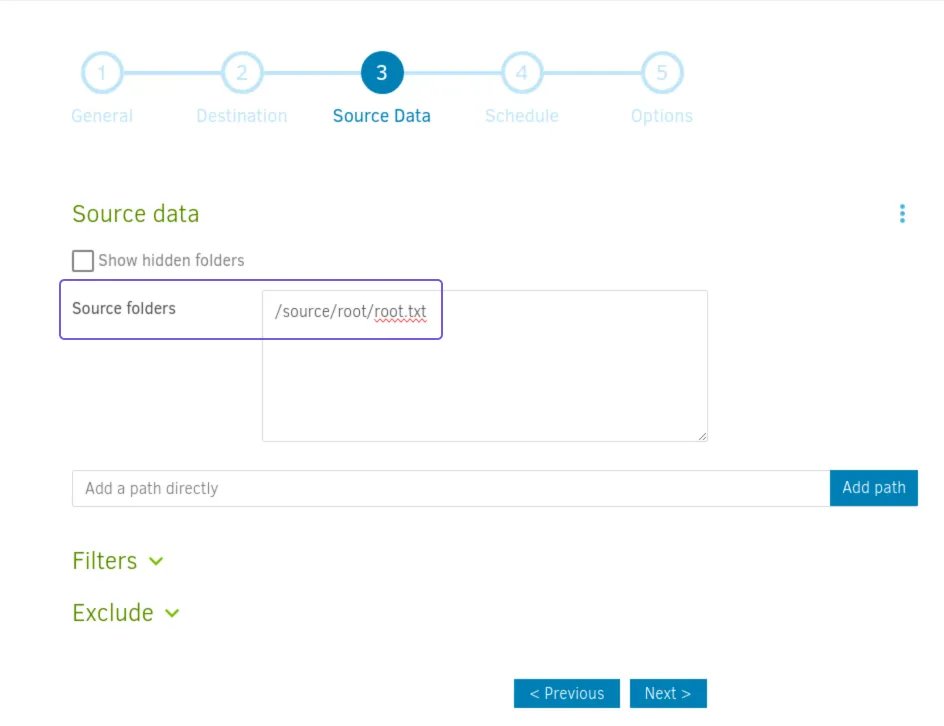 1 2 3 4 5
General Destination Source Data Schedule Options
Source data
Show hidden folders
Source folders /source/root/root.txt
Add a path directly Add path
Filters
Exclude
< Previous Next >